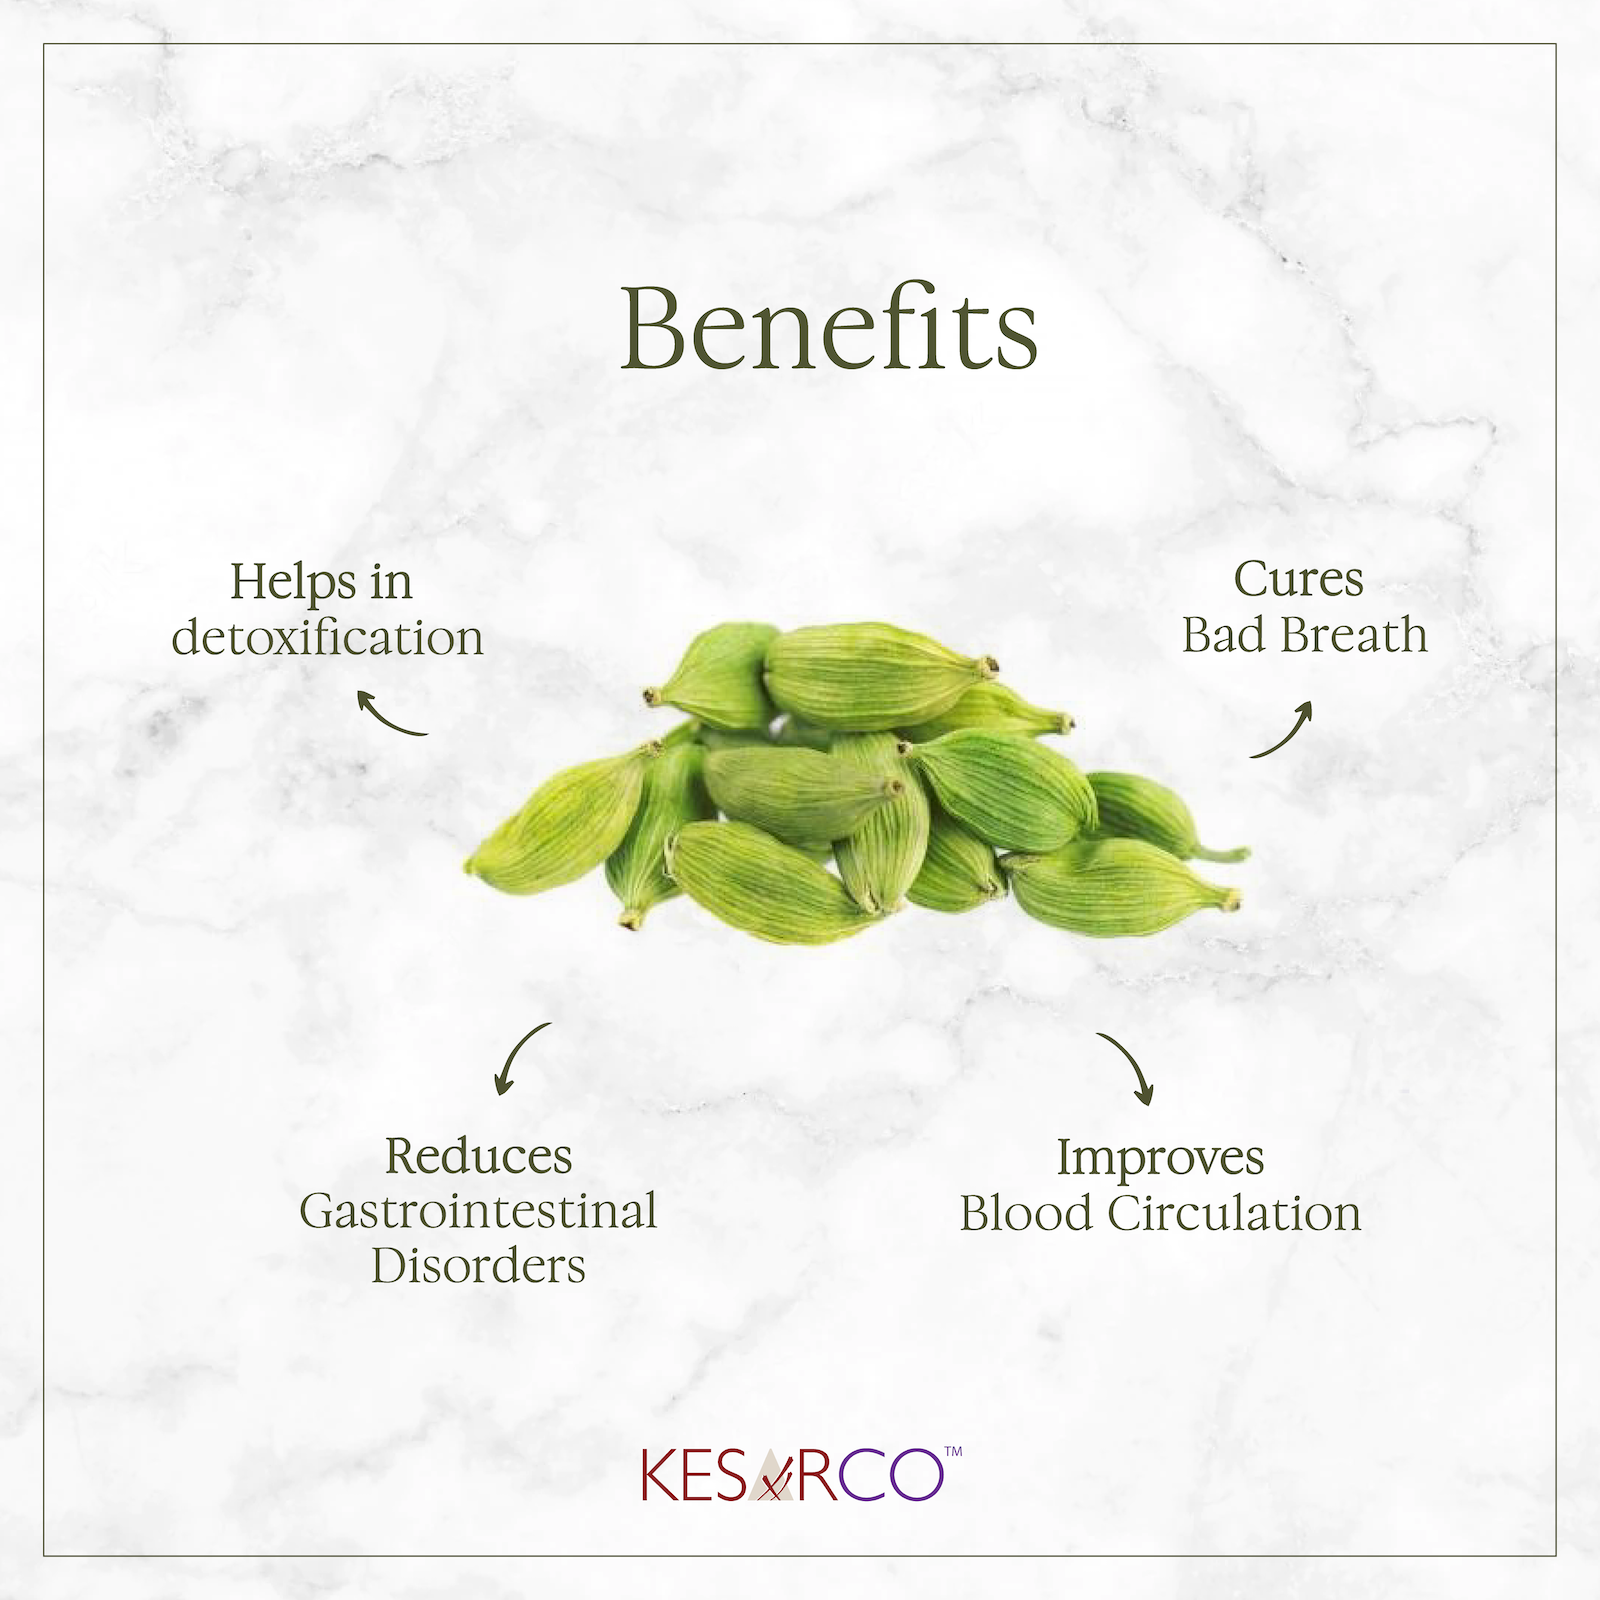 Benefits
Helps in
detoxification
Cures
Bad Breath
Reduces
Gastrointestinal
Disorders
Improves
Blood Circulation
KESARCO™